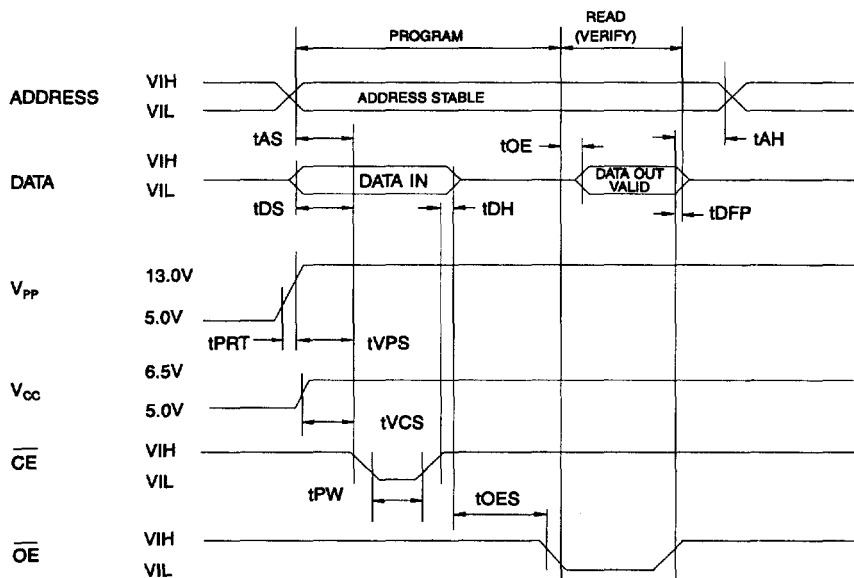 PROGRAM
READ
(VERIFY)
ADDRESS
VIH
VIL
ADDRESS STABLE
tAS
tOE
tAH
DATA
VIH
VIL
DATA IN
DATA OUT
VALID
tDS
tDH
tDFP
VPP
13.0V
5.0V
tPRT
tVPS
VCC
6.5V
5.0V
tVCS
CE
VIH
VIL
tPW
tOES
OE
VIH
VIL